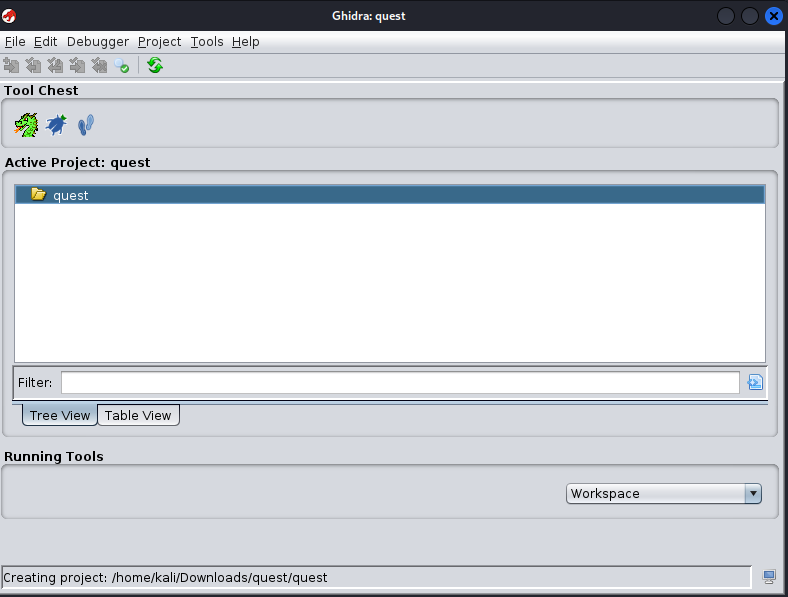 Ghidra: quest
File Edit Debugger Project Tools Help
Tool Chest
Active Project: quest
quest
Filter:
Tree View Table View
Running Tools
Workspace
Creating project: /home/kali/Downloads/quest/quest